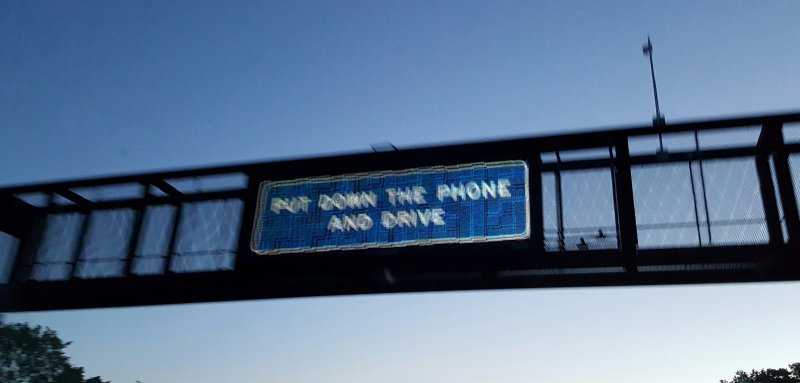 PUT DOWN THE PHONE
AND DRIVE